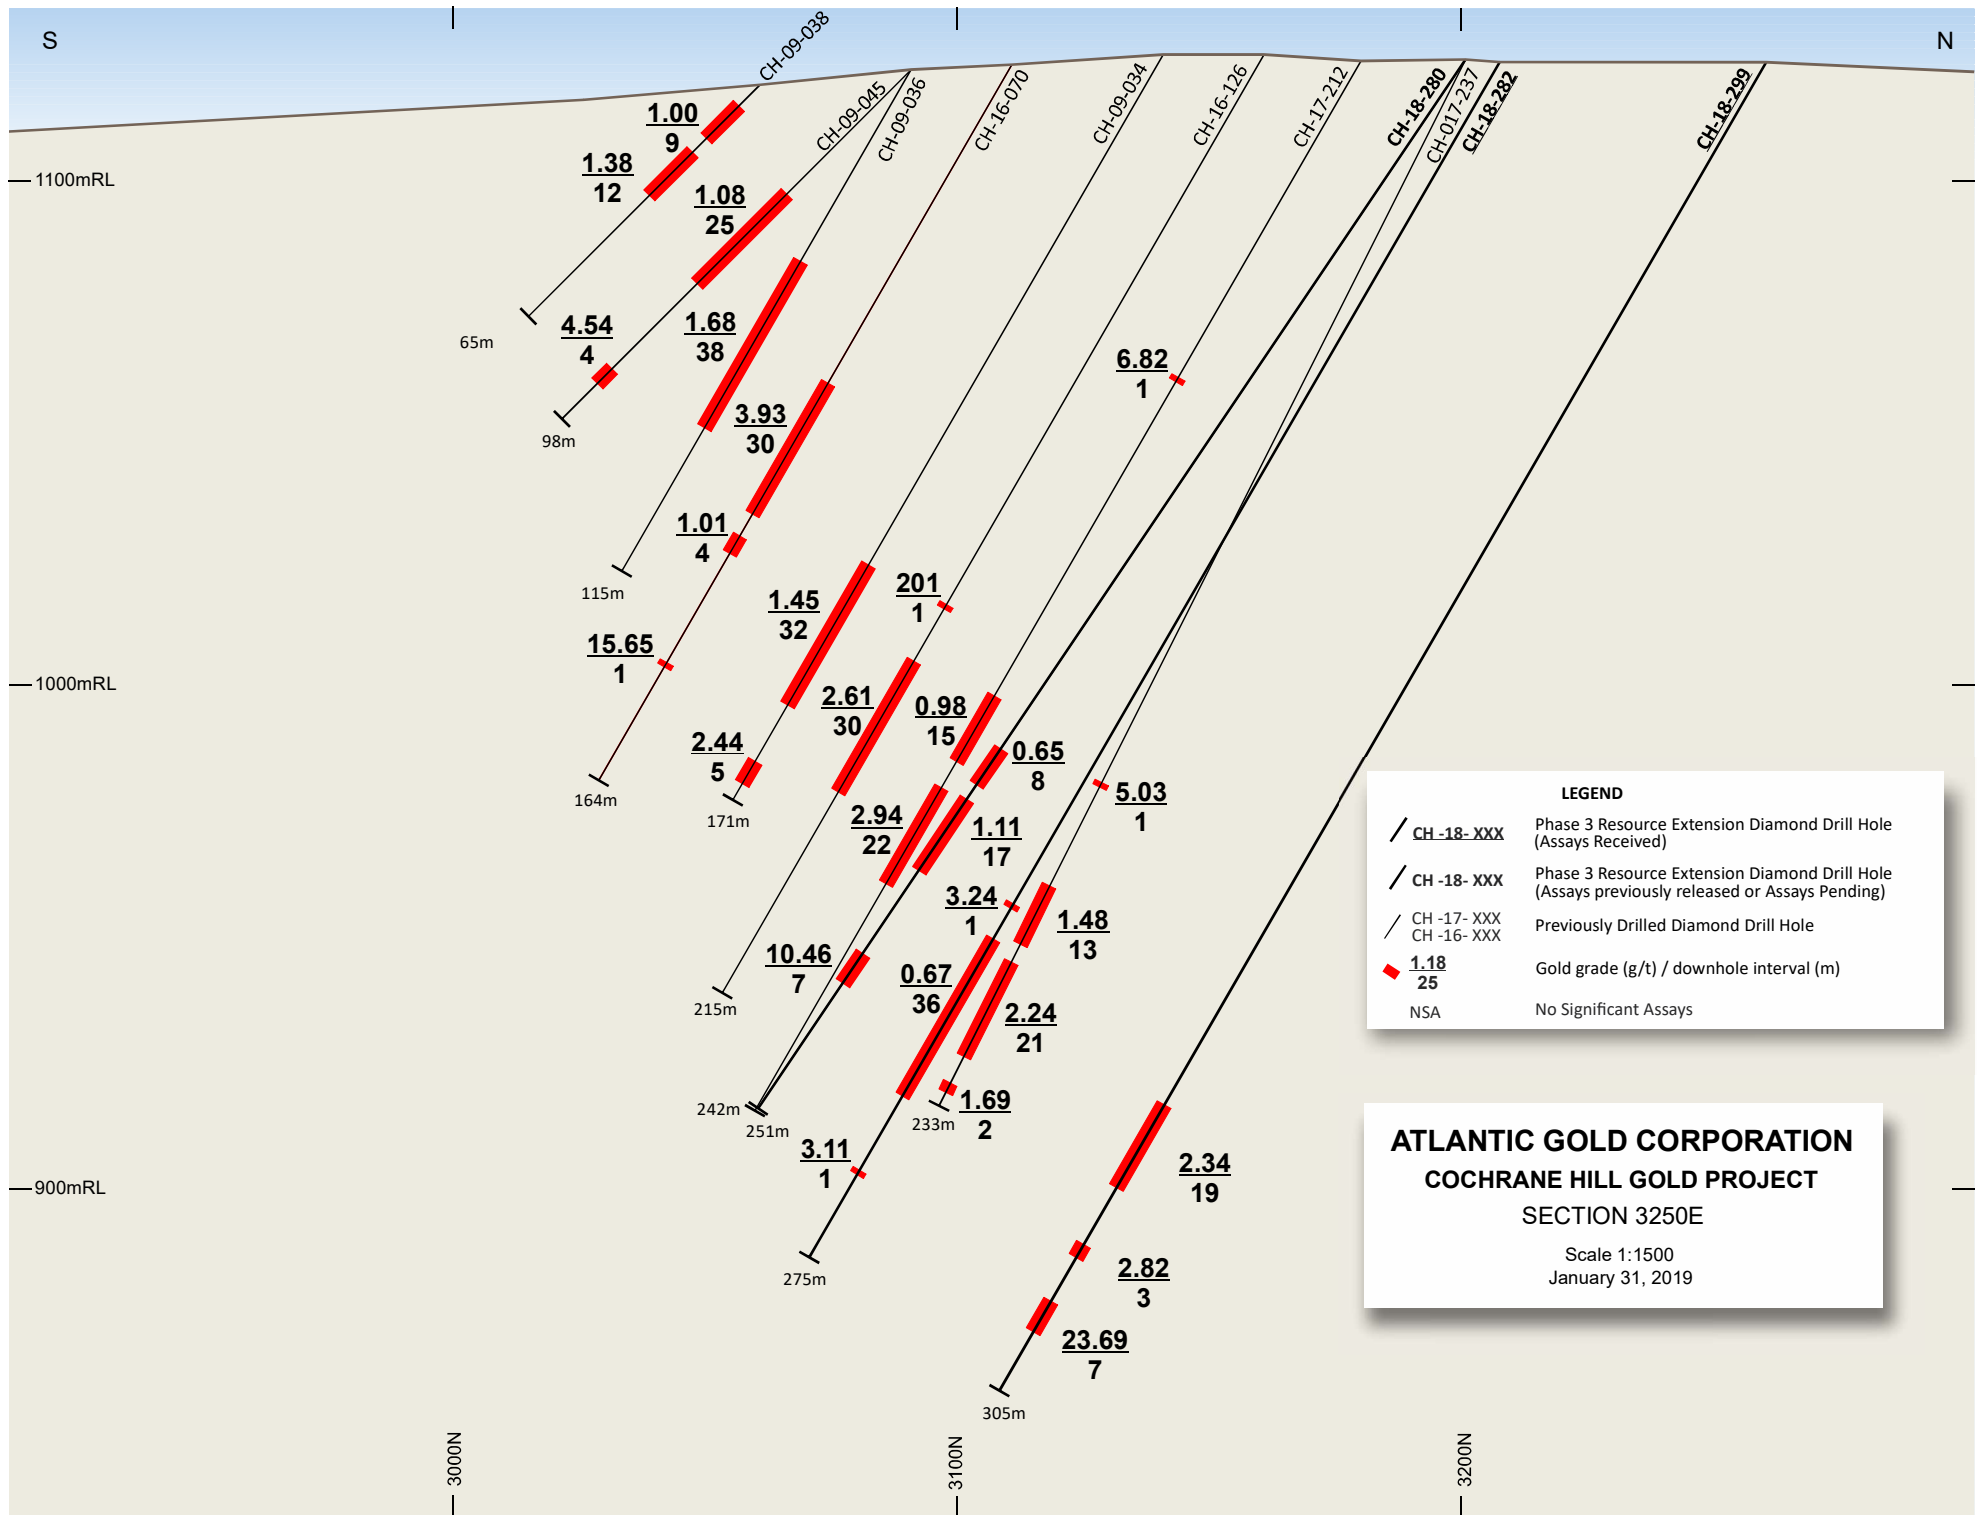 S
N
CH-09-038
CH-09-045
CH-09-036
CH-16-070
CH-09-034
CH-16-126
CH-17-212
CH-18-280
CH-017-237
CH-18-282
CH-18-299
1100mRL
1000mRL
900mRL
1.00
9
1.38
12
1.08
25
4.54
4
65m
98m
1.68
38
3.93
30
1.01
4
115m
15.65
1
164m
1.45
32
2.44
5
171m
201
1
2.61
30
215m
6.82
1
0.98
15
2.94
22
242m
0.65
8
1.11
17
10.46
7
251m
5.03
1
1.48
13
2.24
21
1.69
2
233m
3.24
1
0.67
36
3.11
1
275m
2.34
19
2.82
3
23.69
7
305m
LEGEND
CH -18- XXX
Phase 3 Resource Extension Diamond Drill Hole
(Assays Received)
CH -18- XXX
Phase 3 Resource Extension Diamond Drill Hole
(Assays previously released or Assays Pending)
CH -17- XXX
CH -16- XXX
Previously Drilled Diamond Drill Hole
1.18
25
Gold grade (g/t) / downhole interval (m)
NSA
No Significant Assays
ATLANTIC GOLD CORPORATION
COCHRANE HILL GOLD PROJECT
SECTION 3250E
Scale 1:1500
January 31, 2019
3000N
3100N
3200N